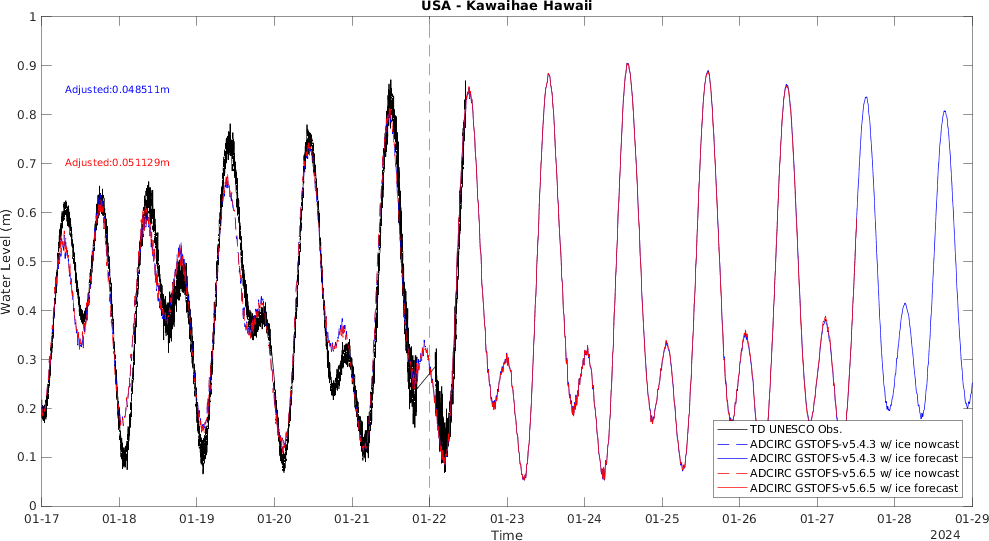 USA - Kawaihae Hawaii
1
0.9
0.8
0.7
0.6
0.5
0.4
0.3
0.2
0.1
0
Water Level (m)
Adjusted:0.048511m
Adjusted:0.051129m
TD UNESCO Obs.
ADCIRC GSTOFS-v5.4.3 w/ ice nowcast
ADCIRC GSTOFS-v5.4.3 w/ ice forecast
ADCIRC GSTOFS-v5.6.5 w/ ice nowcast
ADCIRC GSTOFS-v5.6.5 w/ ice forecast
01-17 01-18 01-19 01-20 01-21 01-22 01-23 01-24 01-25 01-26 01-27 01-28 01-29
Time
2024